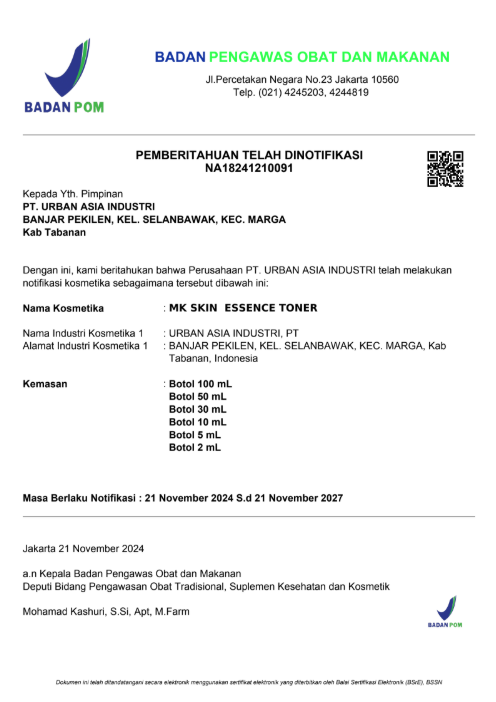 BADAN POM
BADAN PENGAWAS OBAT DAN MAKANAN
Jl.Percetakan Negara No.23 Jakarta 10560
Telp. (021) 4245203, 4244819
PEMBERITAHUAN TELAH DINOTIFIKASI
NA18241210091
Kepada Yth. Pimpinan
PT. URBAN ASIA INDUSTRI
BANJAR PEKILEN, KEL. SELANBAWAK, KEC. MARGA
Kab Tabanan
Dengan ini, kami beritahukan bahwa Perusahaan PT. URBAN ASIA INDUSTRI telah melakukan
notifikasi kosmetika sebagaimana tersebut dibawah ini:
Nama Kosmetika : MK SKIN ESSENCE TONER
Nama Industri Kosmetika 1 : URBAN ASIA INDUSTRI, PT
Alamat Industri Kosmetika 1 : BANJAR PEKILEN, KEL. SELANBAWAK, KEC. MARGA, Kab
Tabanan, Indonesia
Kemasan : Botol 100 mL
Botol 50 mL
Botol 30 mL
Botol 10 mL
Botol 5 mL
Botol 2 mL
Masa Berlaku Notifikasi : 21 November 2024 S.d 21 November 2027
Jakarta 21 November 2024
a.n Kepala Badan Pengawas Obat dan Makanan
Deputi Bidang Pengawasan Obat Tradisional, Suplemen Kesehatan dan Kosmetik
Mohamad Kashuri, S.Si, Apt, M.Farm
BADAN POM
Dokumen ini telah ditandatangani secara elektronik menggunakan sertifikat elektronik yang diterbitkan oleh Balai Sertifikasi Elektronik (BSrE), BSSN